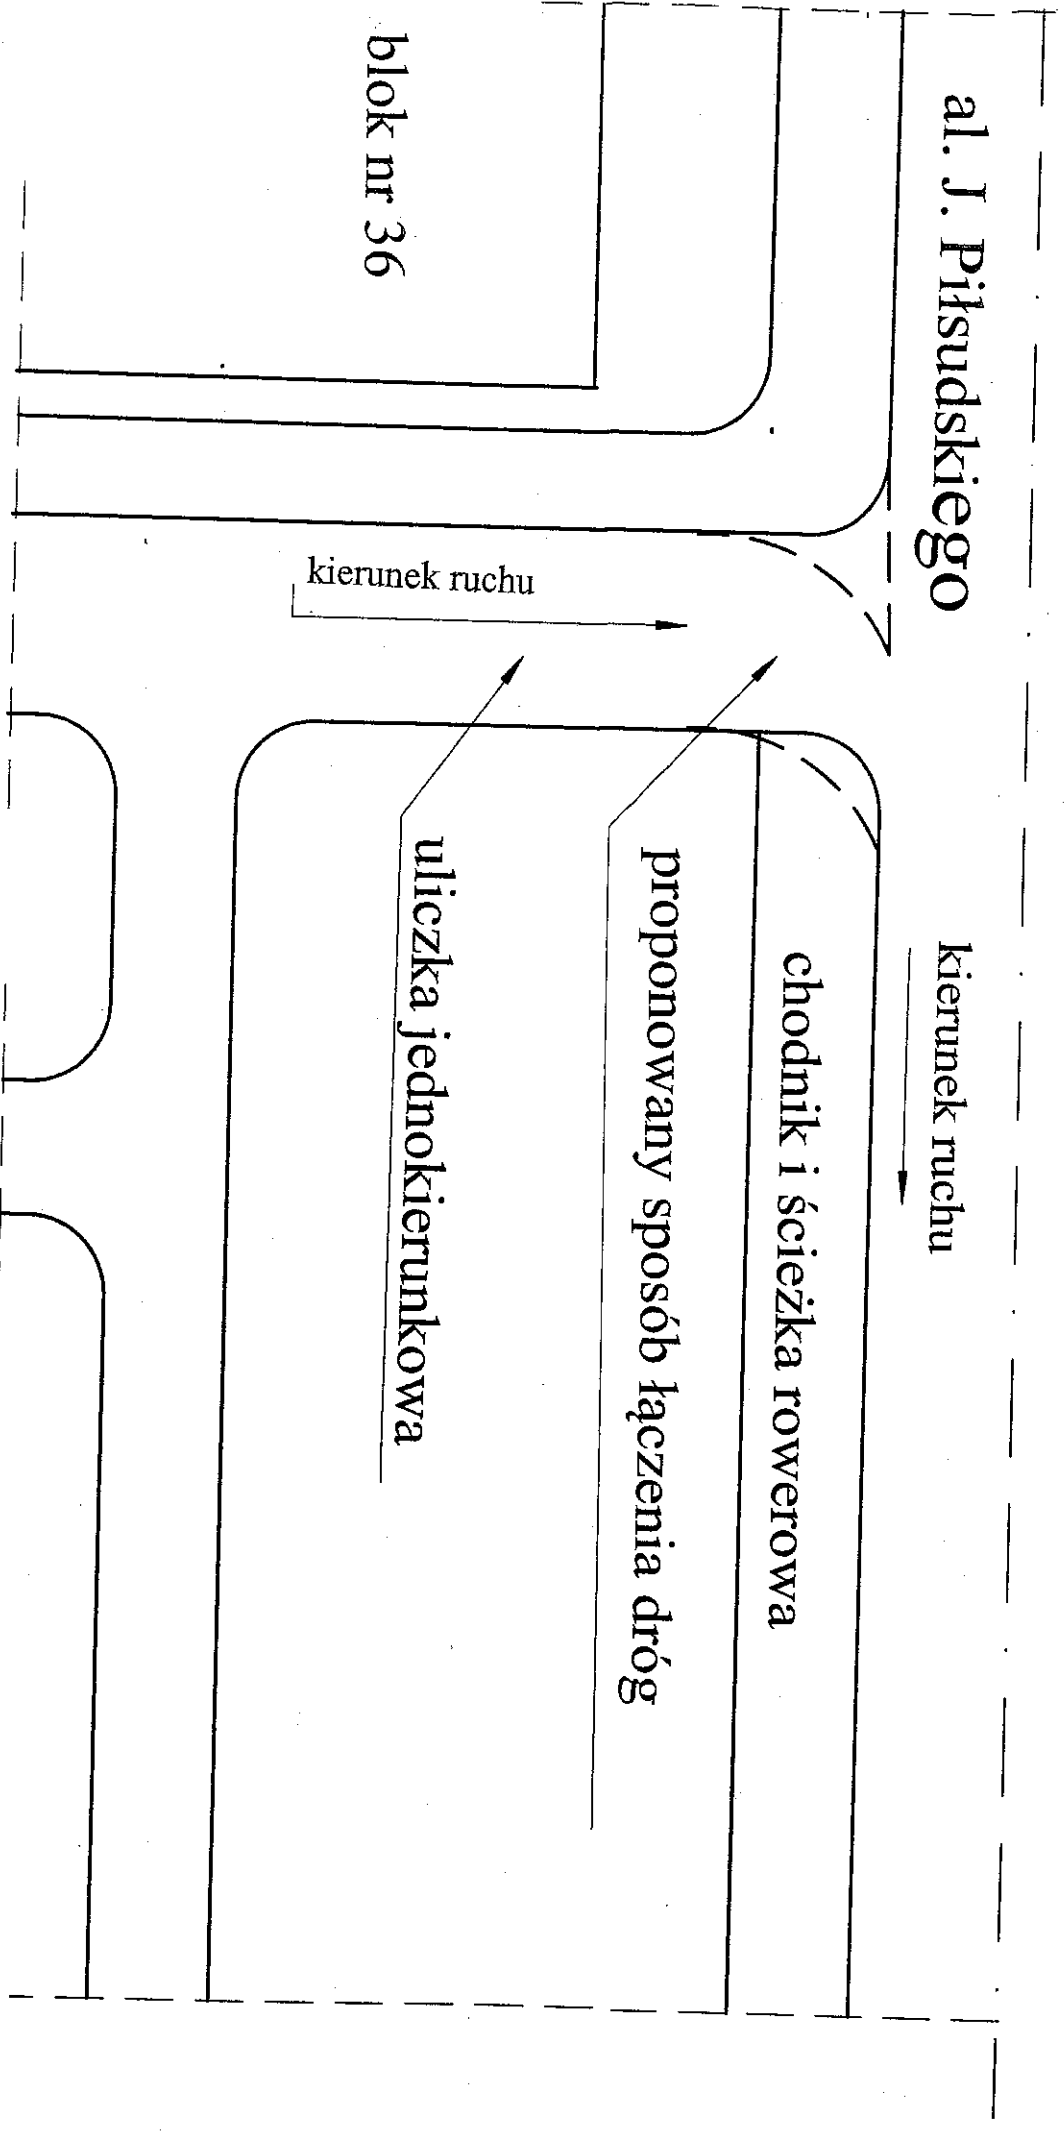 al. J. Piłsudskiego
kierunek ruchu
chodnik i ścieżka rowerowa
proponowany sposób łączenia dróg
kierunek ruchu
uliczka jednokierunkowa
blok nr 36